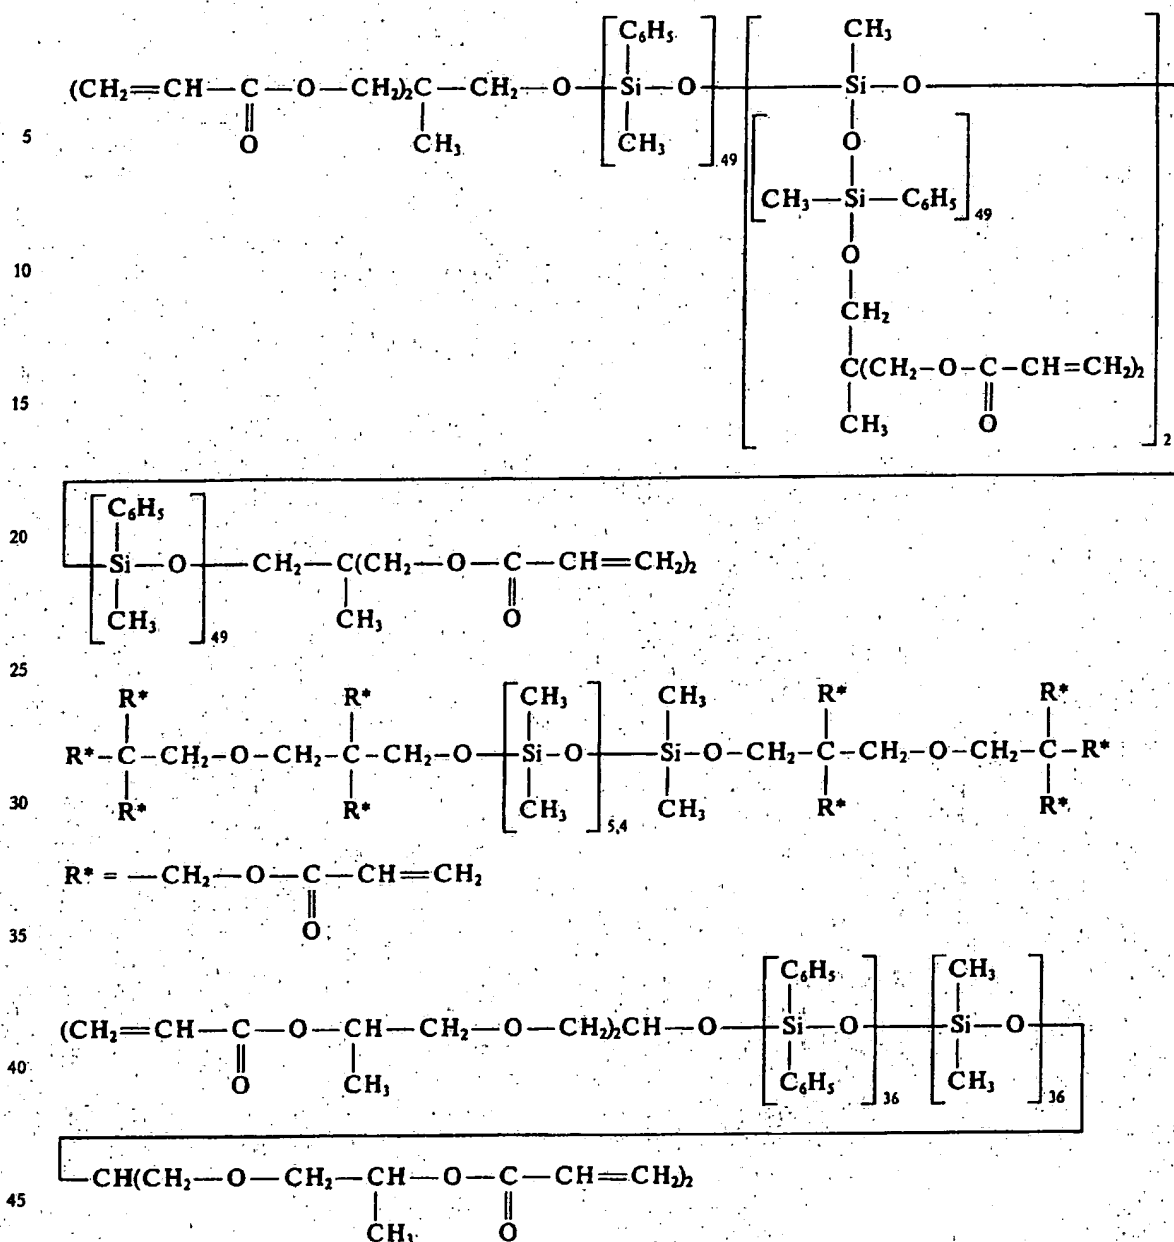 C₆H₅ CH₃
(CH₂=CH—C—O—CH₂)₂C—CH₂—O—Si—O—Si—O—
5 O CH₃ CH₃ 49 O
CH₃—Si—C₆H₅ 49
10 O
CH₂
C(CH₂—O—C—CH=CH₂)₂
15 CH₃ O 2
C₆H₅
20
Si—O—CH₂—C(CH₂—O—C—CH=CH₂)₂
CH₃ 49 CH₃ O
25
R* R* CH₃ CH₃ R* R*
R*—C—CH₂—O—CH₂—C—CH₂—O—Si—O—Si—O—CH₂—C—CH₂—O—CH₂—C—R*
30 R* R* CH₃ 5,4 CH₃ R* R*
R* = —CH₂—O—C—CH=CH₂
35 O
C₆H₅ CH₃
(CH₂=CH—C—O—CH—CH₂—O—CH₂)₂CH—O—Si—O—Si—O—
40 O CH₃ C₆H₅ 36 CH₃ 36
—CH(CH₂—O—CH₂—CH—O—C—CH=CH₂)₂
45 CH₃ O